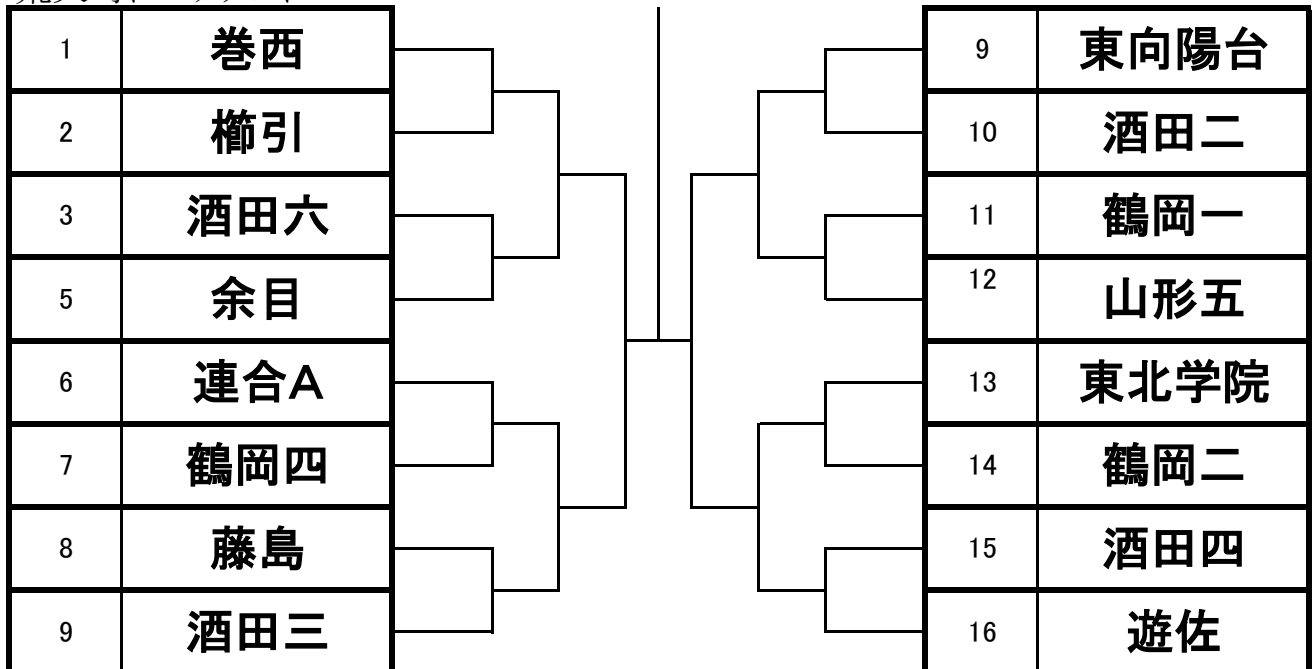 1 巻西
2 櫛引
3 酒田六
5 余目
6 連合A
7 鶴岡四
8 藤島
9 酒田三
9 東向陽台
10 酒田二
11 鶴岡一
12 山形五
13 東北学院
14 鶴岡二
15 酒田四
16 遊佐